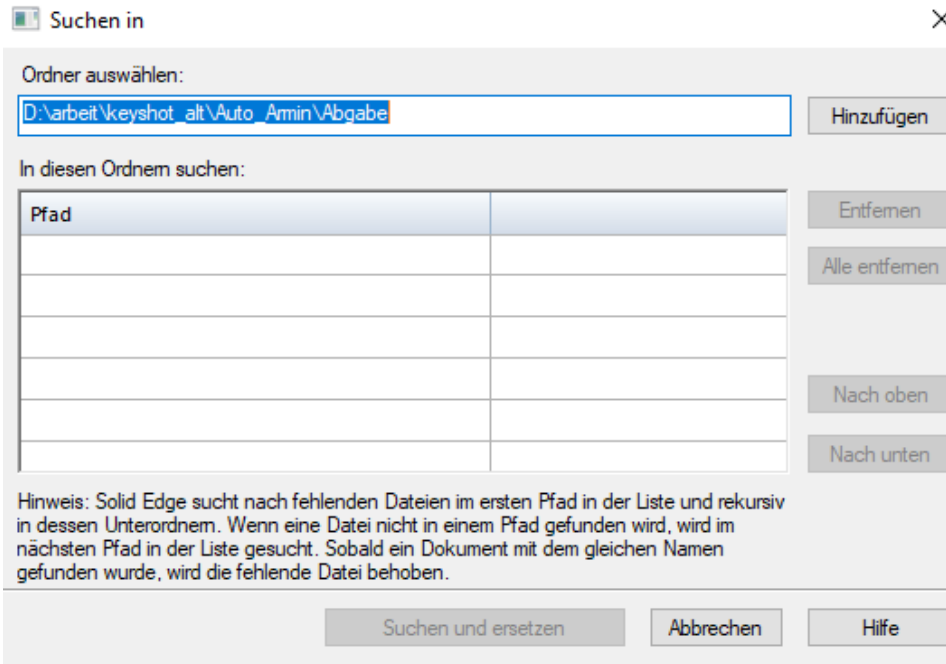 Suchen in
Ordner auswählen:
D:\arbeit\keyshot_alt\Auto_Armin\Abgabe
Hinzufügen
In diesen Ordnern suchen:
Pfad
Entfernen
Alle entfernen
Nach oben
Nach unten
Hinweis: Solid Edge sucht nach fehlenden Dateien im ersten Pfad in der Liste und rekursiv
in dessen Unterordnern. Wenn eine Datei nicht in einem Pfad gefunden wird, wird im
nächsten Pfad in der Liste gesucht. Sobald ein Dokument mit dem gleichen Namen
gefunden wurde, wird die fehlende Datei behoben.
Suchen und ersetzen
Abbrechen
Hilfe